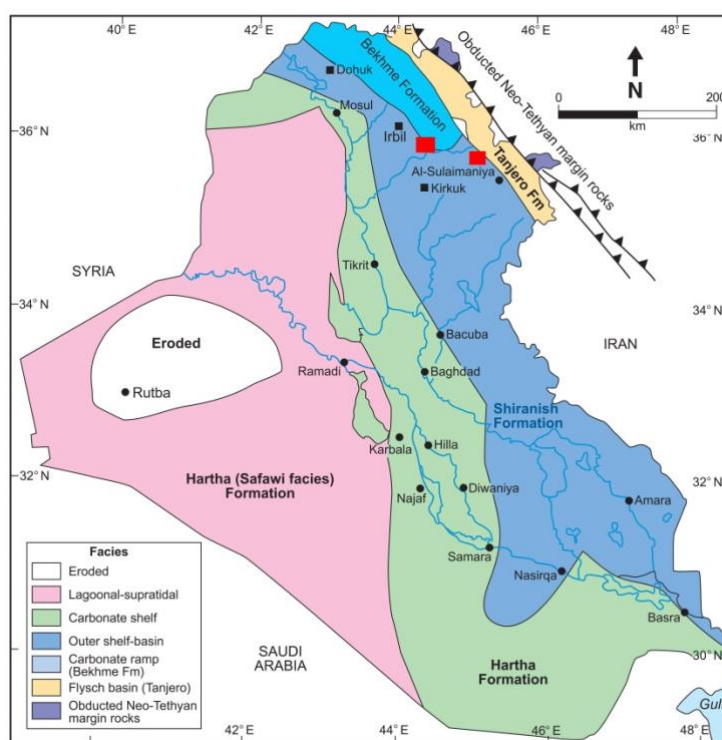 40° E
42° E
44° E
46° E
48° E
Dohuk
Bekhme Formation
Obducted Neo-Tethyan
margin rocks
N
0
200
km
36° N
36° N
Mosul
Irbil
Al-Sulaimaniya
Kirkuk
Tanjero Fm
SYRIA
Tikrit
34° N
34° N
Eroded
Bacuba
IRAN
Ramadi
Baghdad
Rutba
Shiranish
Formation
Karbala
Hilla
32° N
32° N
Hartha (Safawi facies)
Formation
Najaf
Diwaniya
Amara
Samara
Nasirqa
Basra
Facies
Eroded
Lagoonal-supratidal
Carbonate shelf
Outer shelf-basin
Carbonate ramp
(Bekhme Fm)
Flysch basin (Tanjero)
Obducted Neo-Tethyan
margin rocks
SAUDI
ARABIA
30° N
Hartha
Formation
Gul
42° E
44° E
46° E
48° E